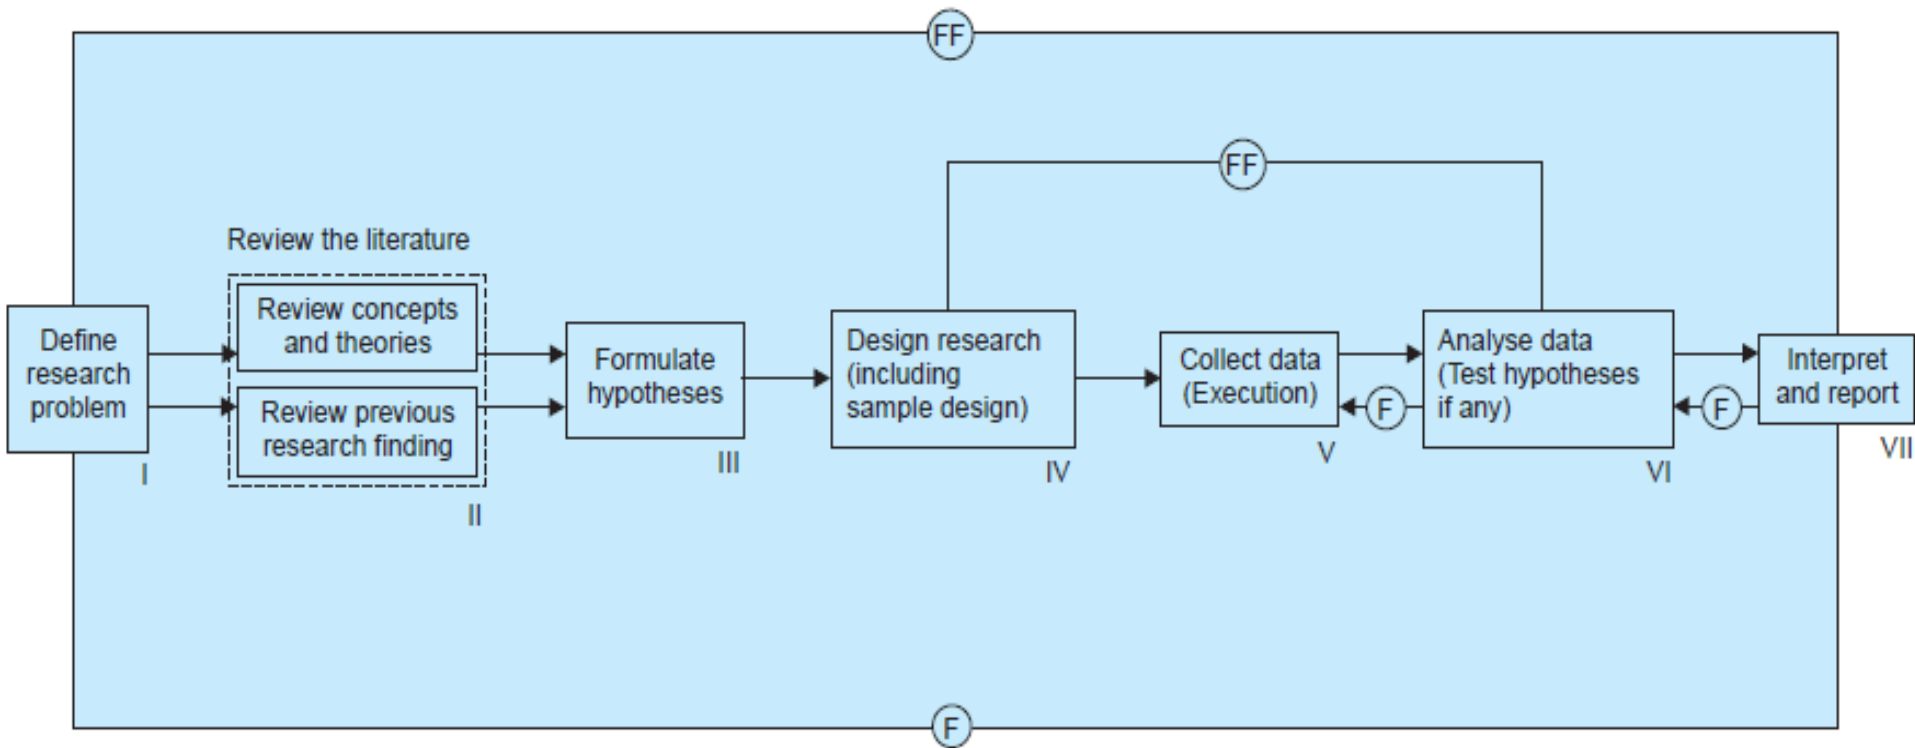 FF
FF
Review the literature
Define
research
problem
I
Review concepts
and theories
Review previous
research finding
II
Formulate
hypotheses
III
Design research
(including
sample design)
IV
Collect data
(Execution)
V
F
Analyse data
(Test hypotheses
if any)
VI
F
Interpret
and report
VII
F